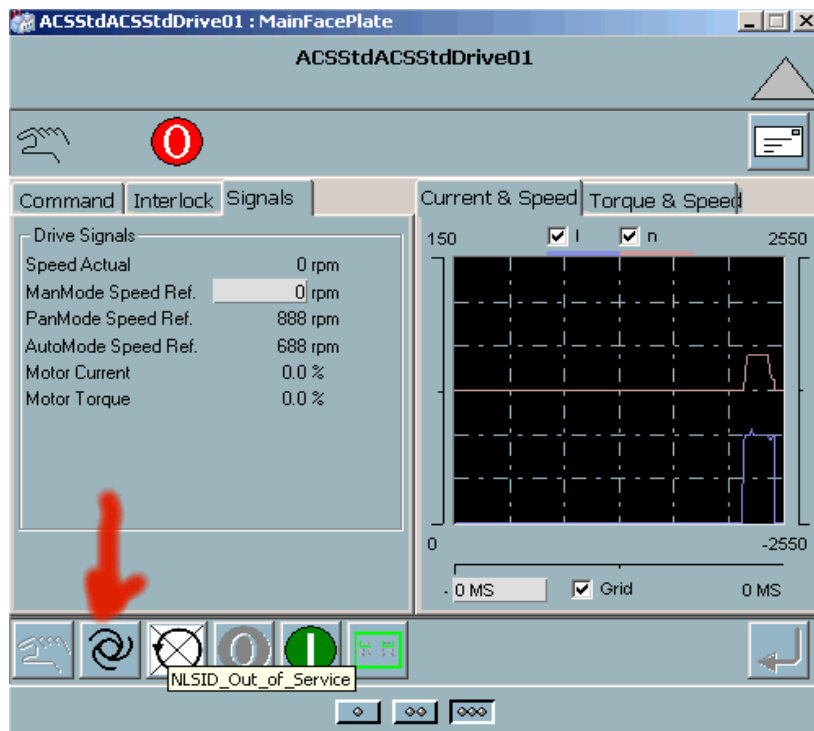 ACSStdACSStdDrive01 : MainFacePlate
ACSStdACSStdDrive01
0
Command Interlock Signals
Current & Speed Torque & Speed
Drive Signals
Speed Actual 0 rpm
ManMode Speed Ref. 0 rpm
PanMode Speed Ref. 888 rpm
AutoMode Speed Ref. 688 rpm
Motor Current 0.0 %
Motor Torque 0.0 %
150 I n 2550
0 -2550
- 0 MS Grid 0 MS
0 I
NLSID_Out_of_Service